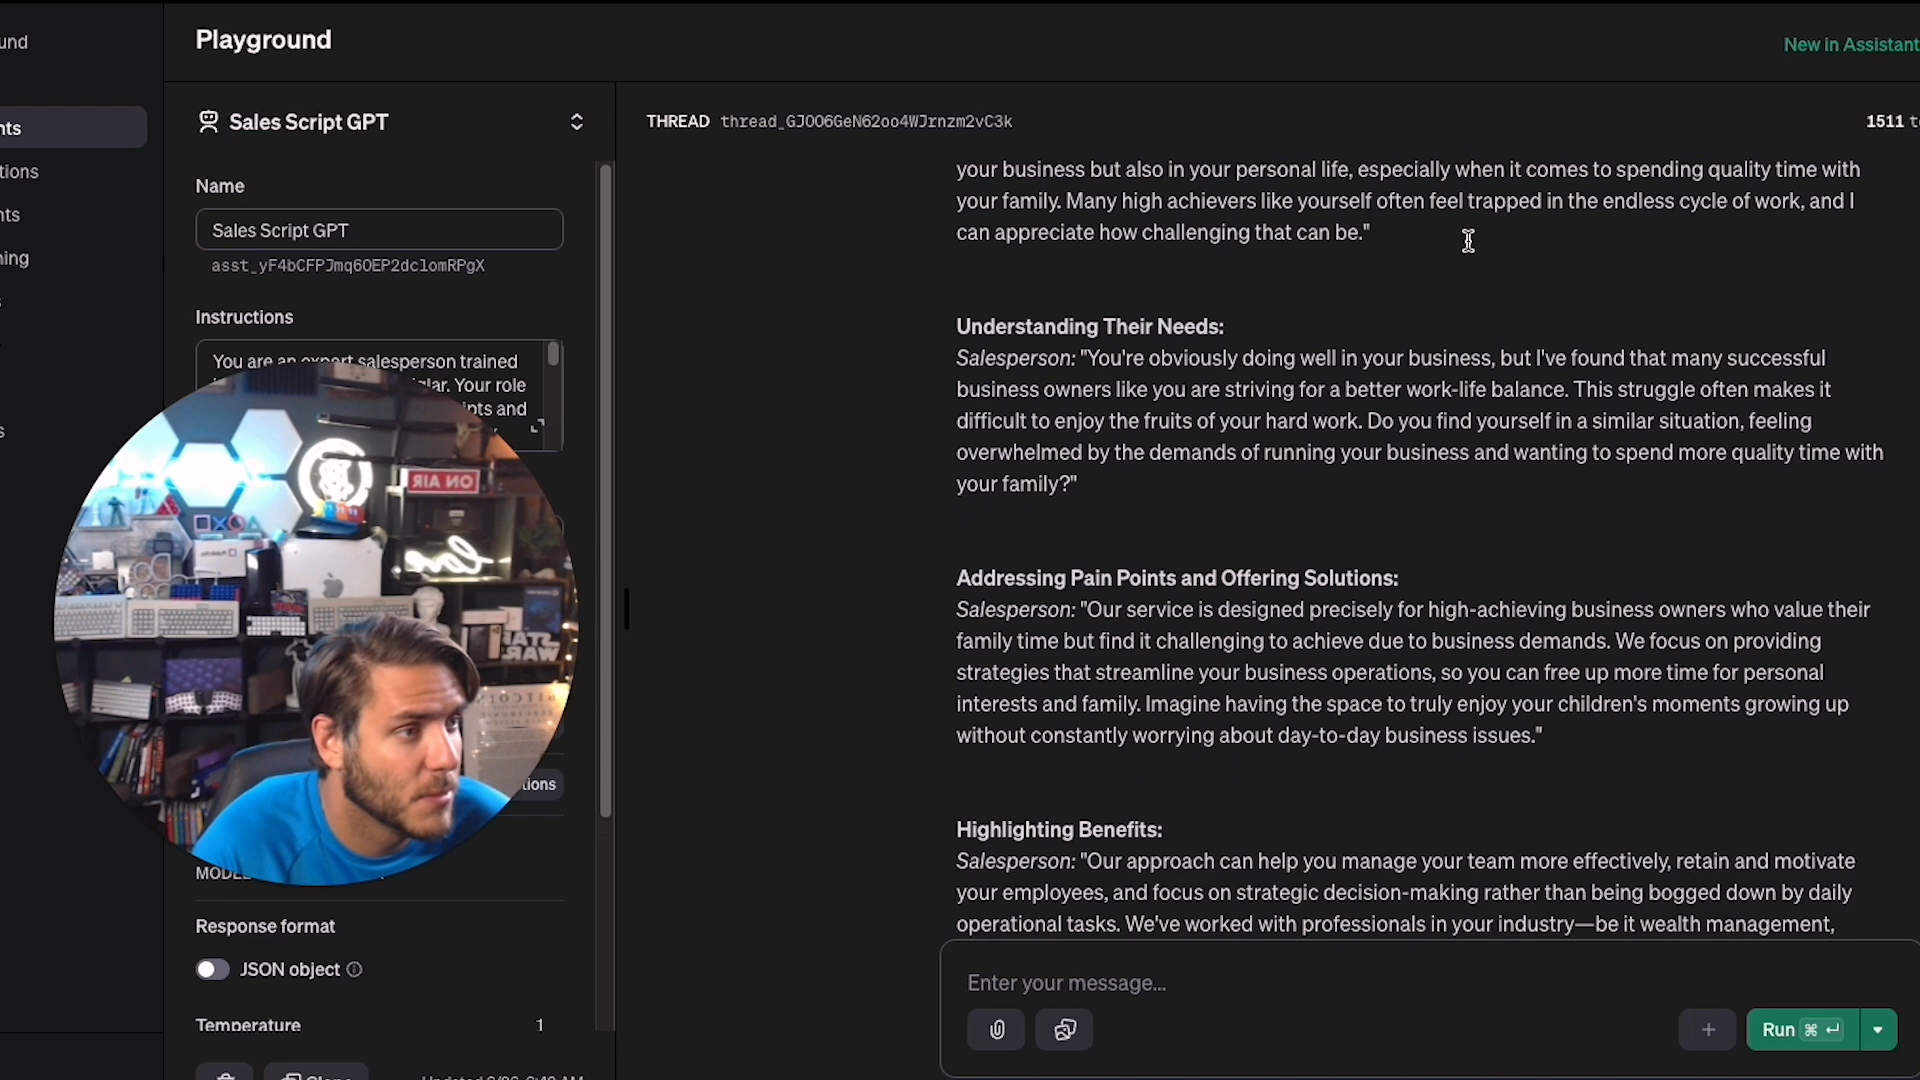 und
Playground
New in Assistant
nts
Sales Script GPT
THREAD thread_GJOO6GeN62oo4WJrnzm2vC3k
1511
your business but also in your personal life, especially when it comes to spending quality time with
your family. Many high achievers like yourself often feel trapped in the endless cycle of work, and I
can appreciate how challenging that can be."
tions
nts
ning
s
s
Name
Sales Script GPT
asst_yF4bCFPJmq6OEP2dclomRPgX
Instructions
You are an expert salesperson trained
iglar. Your role
ipts and
Understanding Their Needs:
Salesperson: "You're obviously doing well in your business, but I've found that many successful
business owners like you are striving for a better work-life balance. This struggle often makes it
difficult to enjoy the fruits of your hard work. Do you find yourself in a similar situation, feeling
overwhelmed by the demands of running your business and wanting to spend more quality time with
your family?"
ON AIR
love
STAR
WARS
Addressing Pain Points and Offering Solutions:
Salesperson: "Our service is designed precisely for high-achieving business owners who value their
family time but find it challenging to achieve due to business demands. We focus on providing
strategies that streamline your business operations, so you can free up more time for personal
interests and family. Imagine having the space to truly enjoy your children's moments growing up
without constantly worrying about day-to-day business issues."
tions
MODEL
Highlighting Benefits:
Salesperson: "Our approach can help you manage your team more effectively, retain and motivate
your employees, and focus on strategic decision-making rather than being bogged down by daily
operational tasks. We've worked with professionals in your industry—be it wealth management,
Response format
JSON object
Temperature 1
Clone
Enter your message...
Run ⌘ ↵